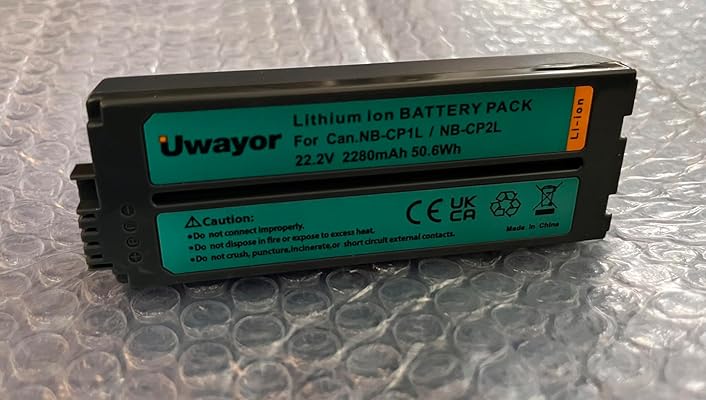 Uwayor
Lithium Ion BATTERY PACK
For Can.NB-CP1L / NB-CP2L
22.2V 2280mAh 50.6Wh
Li-ion
Caution:
•Do not connect improperly.
•Do not dispose in fire or expose to excess heat.
•Do not crush, puncture,incinerete,or short circuit external contacts.
CE UK
CA
Made in China